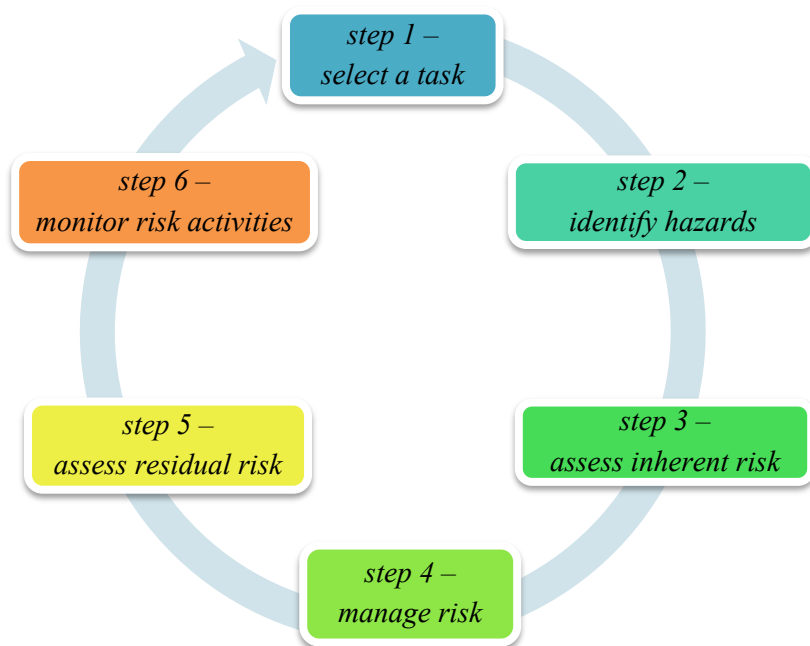 step 1 –
select a task
step 2 –
identify hazards
step 3 –
assess inherent risk
step 4 –
manage risk
step 5 –
assess residual risk
step 6 –
monitor risk activities